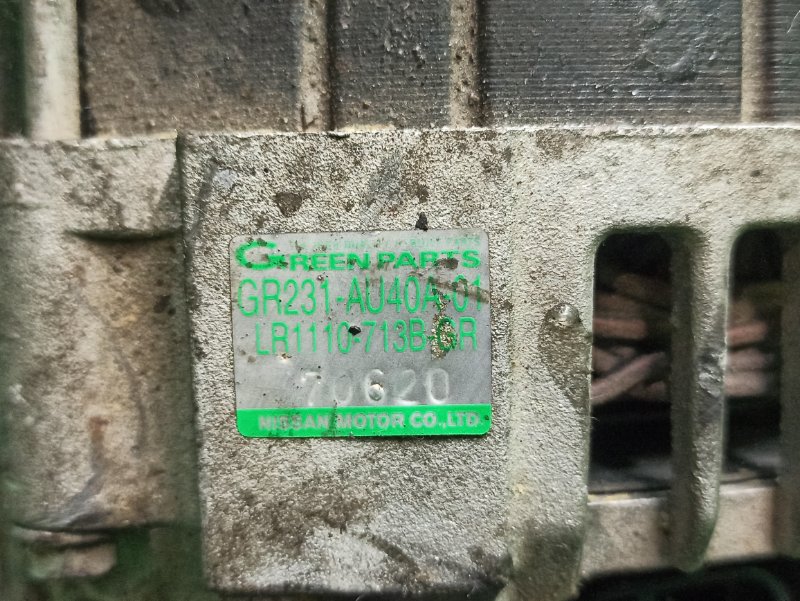 GREEN PARTS
GR231-AU40A-01
LR1110-713B-GR
70620
NISSAN MOTOR CO.,LTD.